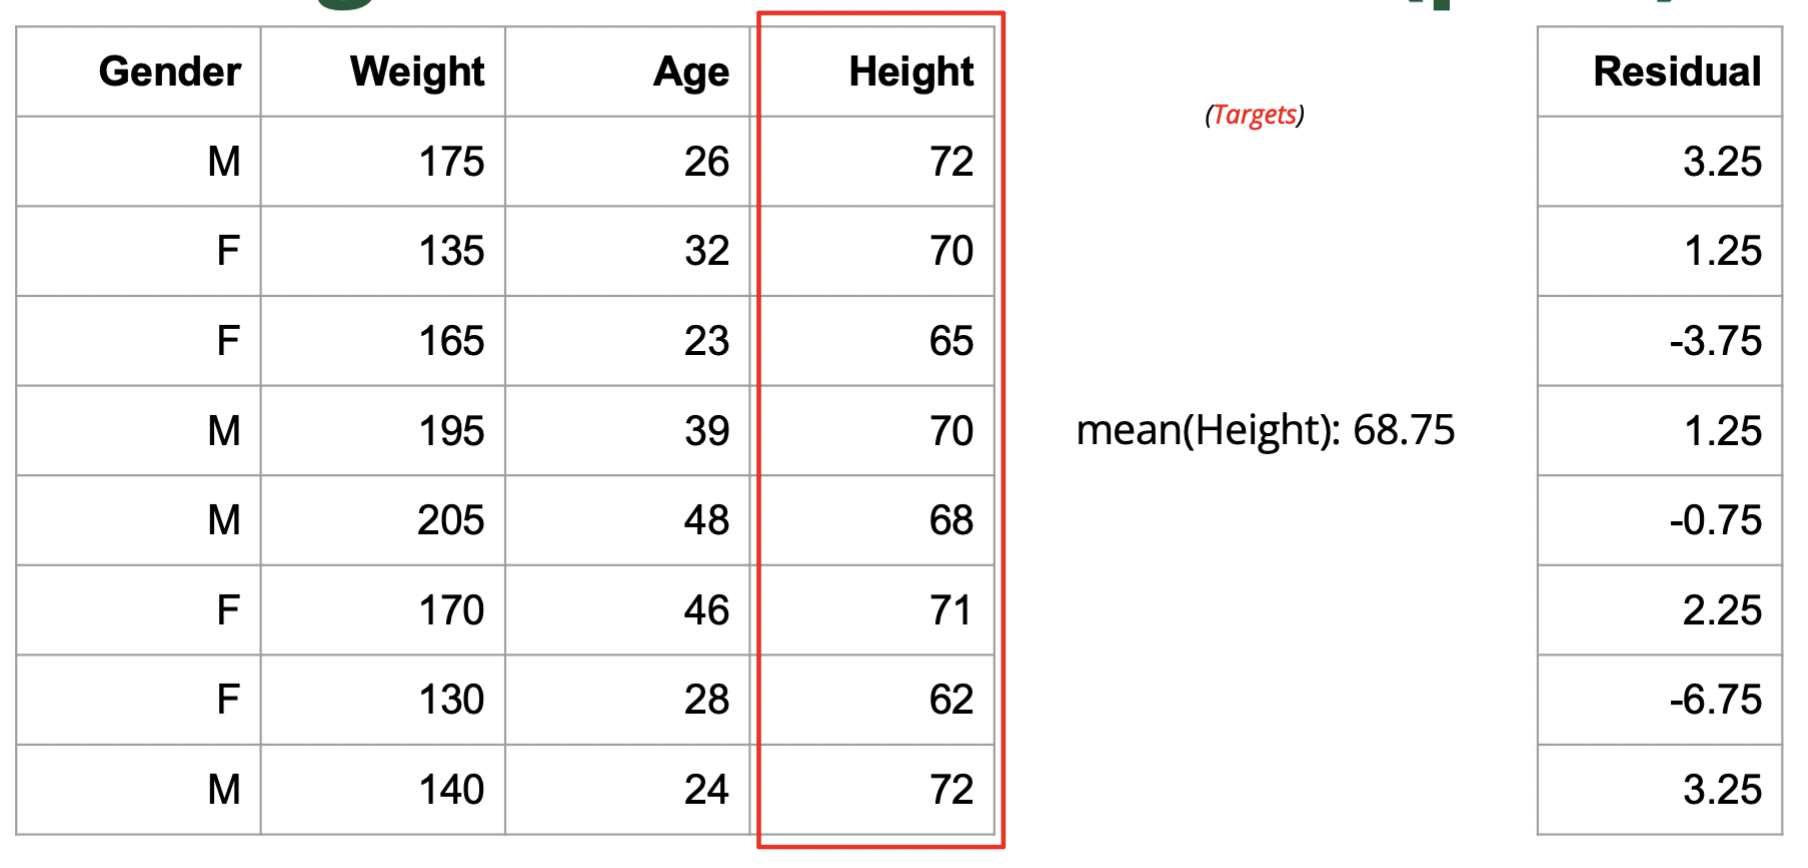 Gender Weight Age Height Residual
(Targets)
M 175 26 72 3.25
F 135 32 70 1.25
F 165 23 65 -3.75
M 195 39 70 mean(Height): 68.75 1.25
M 205 48 68 -0.75
F 170 46 71 2.25
F 130 28 62 -6.75
M 140 24 72 3.25